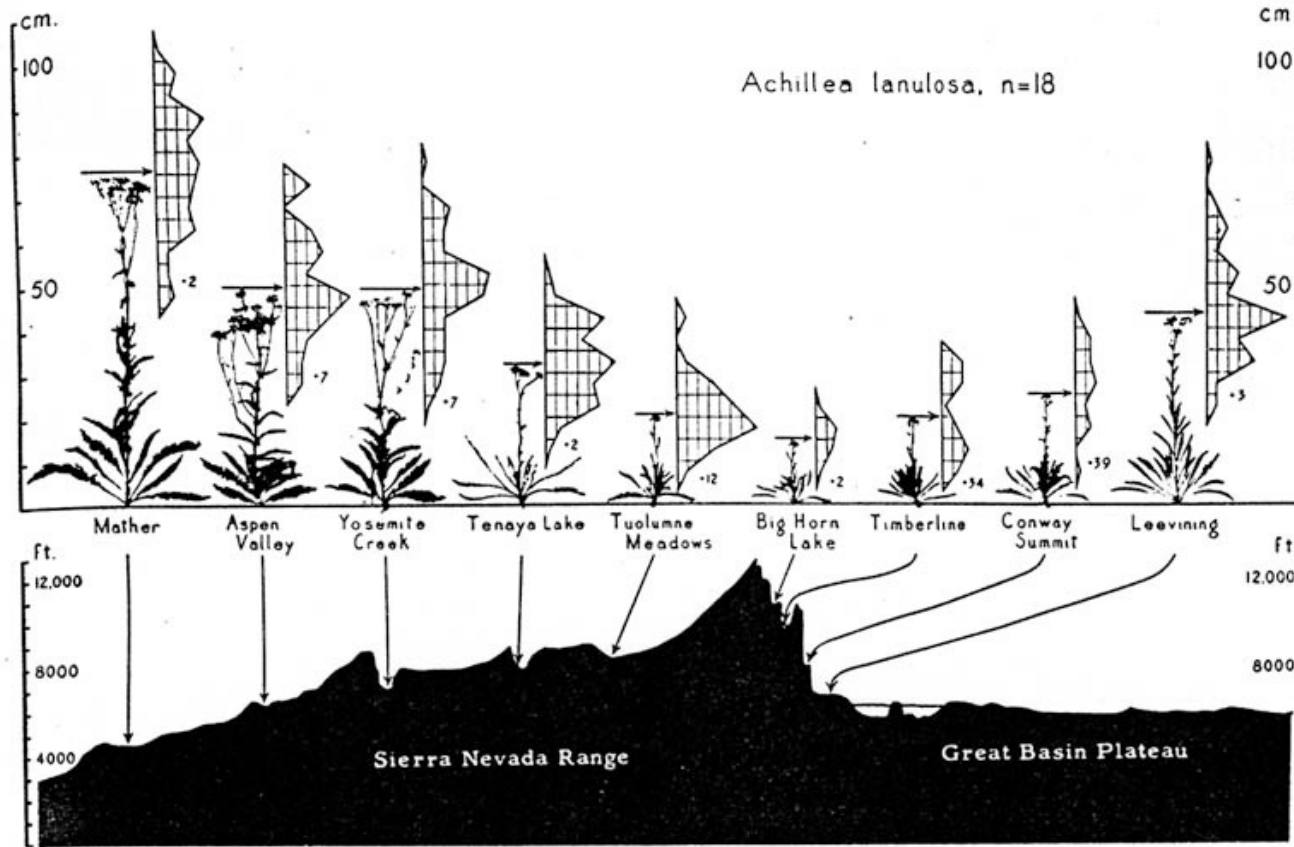 cm.
cm
100
100
Achillea lanulosa, n=18
50
50
+2
+7
+7
+2
+12
+2
+34
+39
+3
Mather
Aspen
Valley
Yosemite
Creek
Tenaya Lake
Tuolumne
Meadows
Big Horn
Lake
Timberline
Conway
Summit
Leevining
ft.
ft
12,000
12,000
8000
8000
4000
Sierra Nevada Range
Great Basin Plateau